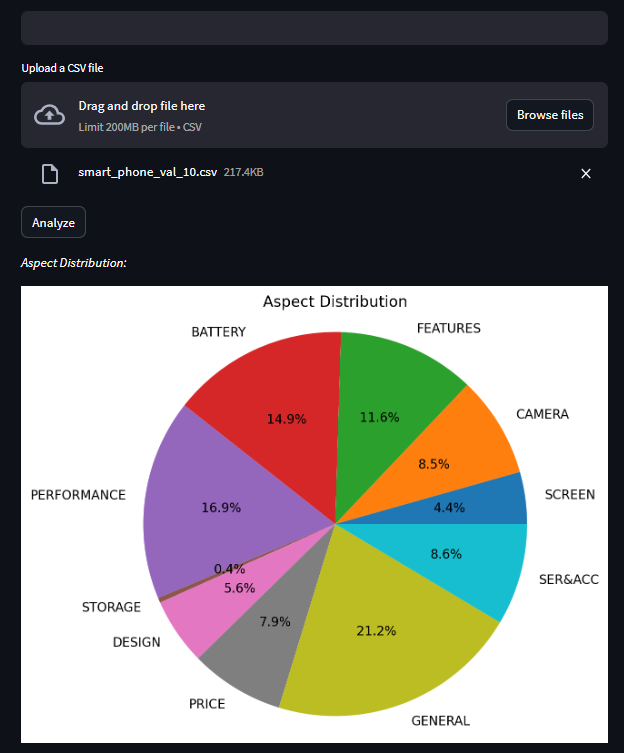 Upload a CSV file
Drag and drop file here
Limit 200MB per file • CSV
Browse files
smart_phone_val_10.csv 217.4KB
Analyze
Aspect Distribution:
Aspect Distribution
BATTERY
FEATURES
14.9%
11.6%
CAMERA
8.5%
PERFORMANCE
16.9%
SCREEN
4.4%
8.6%
SER&ACC
0.4%
5.6%
STORAGE
7.9%
21.2%
DESIGN
PRICE
GENERAL